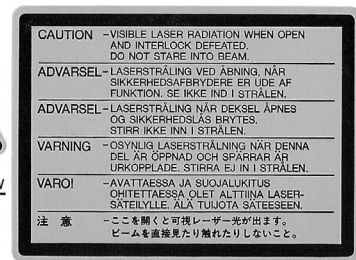 CAUTION –VISIBLE LASER RADIATION WHEN OPEN
AND INTERLOCK DEFEATED.
DO NOT STARE INTO BEAM.
ADVARSEL–LASERSTRÅLING VED ÅBNING, NÅR
SIKKERHEDSAFBRYDERE ER UDE AF
FUNKTION. SE IKKE IND I STRÅLEN.
ADVARSEL–LASERSTRÅLING NÅR DEKSEL ÅPNES
OG SIKKERHEDSLÅS BRYTES.
STIRR IKKE INN I STRÅLEN.
VARNING –OSYNLIG LASERSTRÅLNING NÄR DENNA
DEL ÄR ÖPPNAD OCH SPÄRRAR ÄR
URKOPPLADE. STIRRA EJ IN I STRÅLEN.
VARO! –AVATTAESSA JA SUOJALUKITUS
OHITETTAESSA OLET ALTTIINA LASER-
SÄTEILYLLE. ÄLÄ TUIJOTA SÄTEESEEN.
注 意 –ここを開くと可視レーザー光が出ます。
ビームを直接見たり触れたりしないこと。